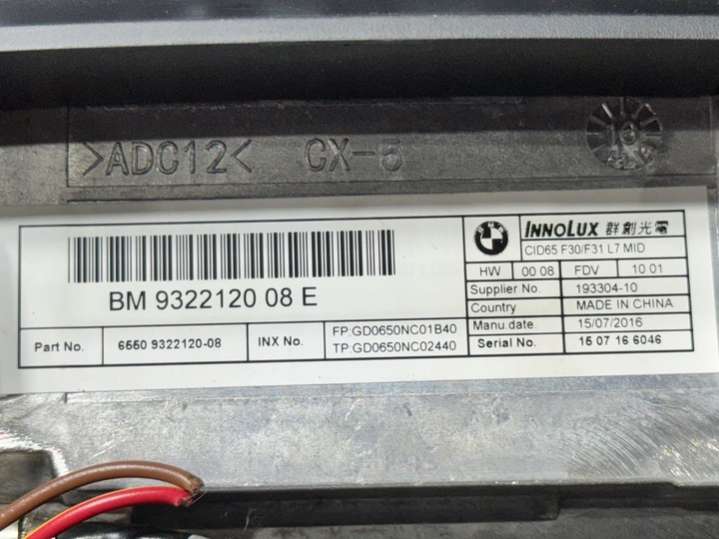 >ADC12< CX-5
INNOLUX 群創光電
CID65 F30/F31 L7 MID
HW 00 08 FDV 10 01
BM 9322120 08 E
Supplier No. 193304-10
Country MADE IN CHINA
Manu date 15/07/2016
Part No. 6550 9322120-08 INX No. FP:GD0650NC01B40
TP:GD0650NC02440
Serial No. 15 07 16 6046